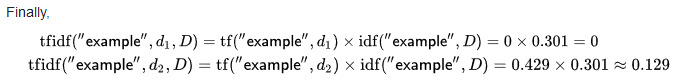 Finally,
tfidf("example", d₁, D) = tf("example", d₁) × idf("example", D) = 0 × 0.301 = 0
tfidf("example", d₂, D) = tf("example", d₂) × idf("example", D) = 0.429 × 0.301 ≈ 0.129